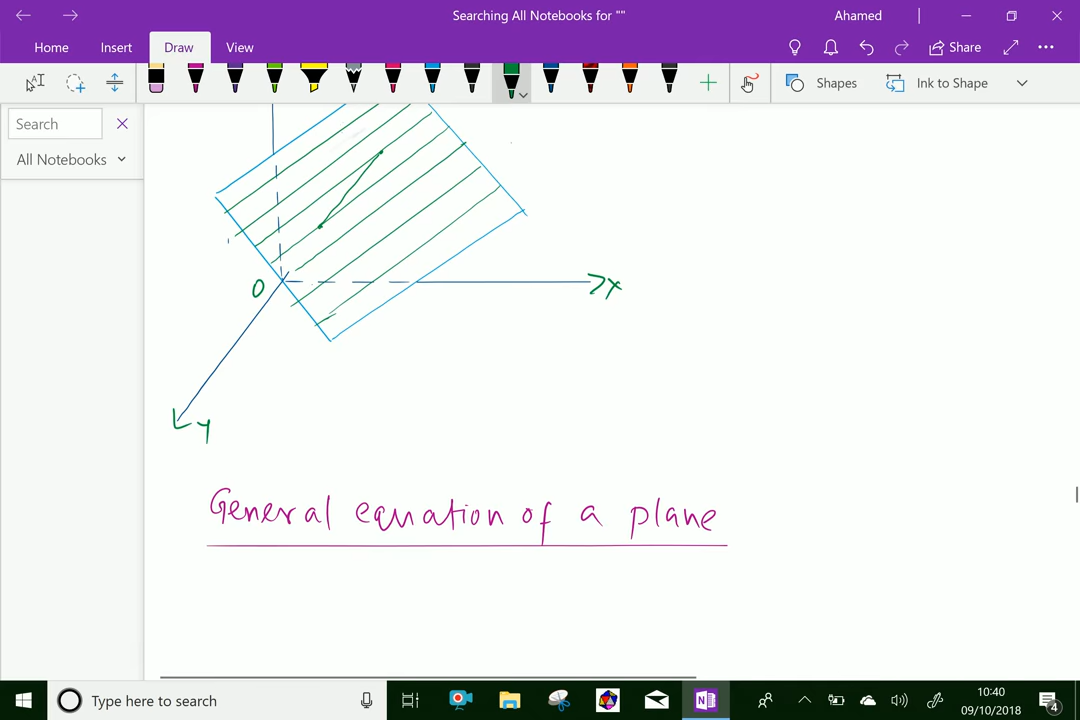 Searching All Notebooks for "" Ahamed
Home Insert Draw View Share
Shapes Ink to Shape
Search
All Notebooks
O
X
Y
General equation of a plane
Type here to search
10:40
09/10/2018
4